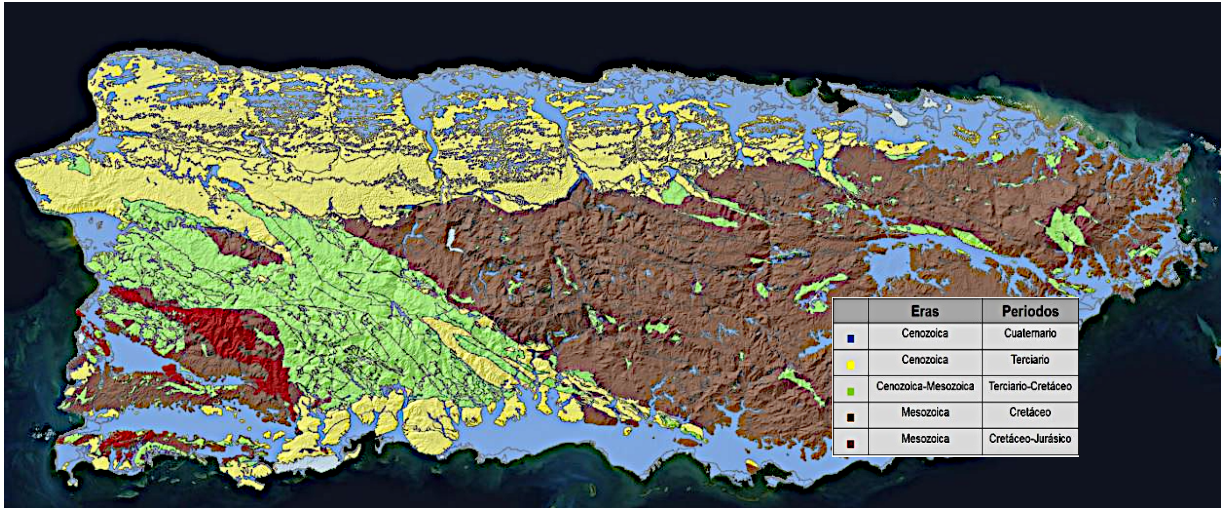 Eras Periodos
Cenozoica Cuaternario
Cenozoica Terciario
Cenozoica-Mesozoica Terciario-Cretáceo
Mesozoica Cretáceo
Mesozoica Cretáceo-Jurásico